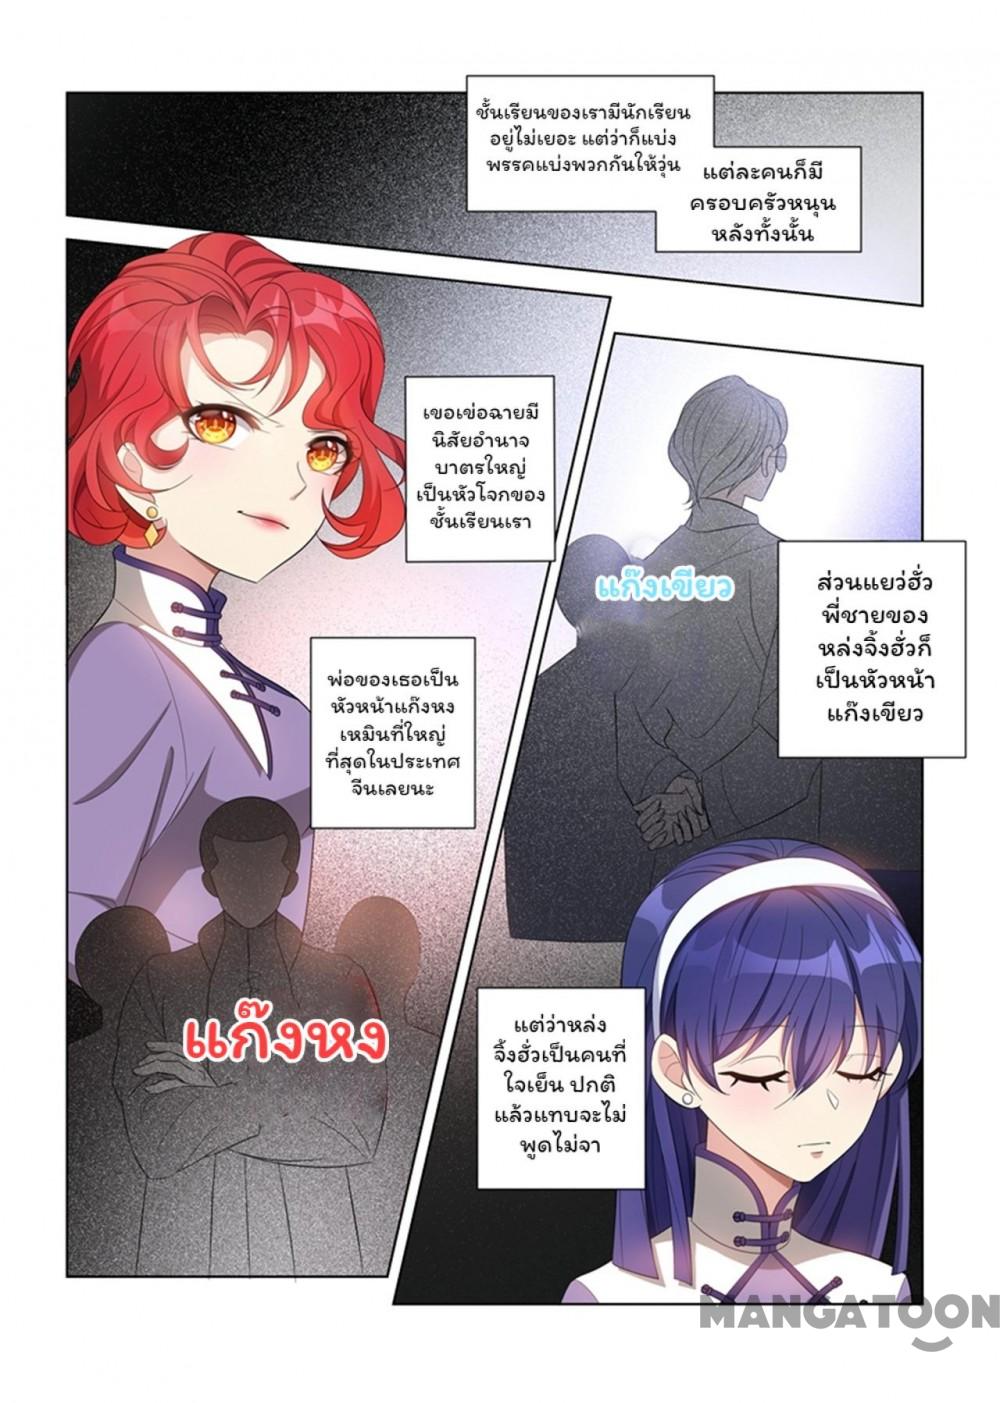 ชั้นเรียนของเรามีนักเรียน
อยู่ไม่เยอะ แต่ว่าก็แบ่ง
พรรคแบ่งพวกกันให้วุ่น
แต่ละคนก็มี
ครอบครัวหนุน
หลังทั้งนั้น
เขอเข่อฉายมี
นิสัยอำนาจ
บาตรใหญ่
เป็นหัวโจกของ
ชั้นเรียนเรา
แก๊งเขียว
ส่วนแยว่ฮั่ว
พี่ชายของ
หล่งจิ้งฮั่วก็
เป็นหัวหน้า
แก๊งเขียว
พ่อของเธอเป็น
หัวหน้าแก๊งหง
เหมินที่ใหญ่
ที่สุดในประเทศ
จีนเลยนะ
แก๊งหง
แต่ว่าหล่ง
จิ้งฮั่วเป็นคนที่
ใจเย็น ปกติ
แล้วแทบจะไม่
พูดไม่จา
MANGATOON